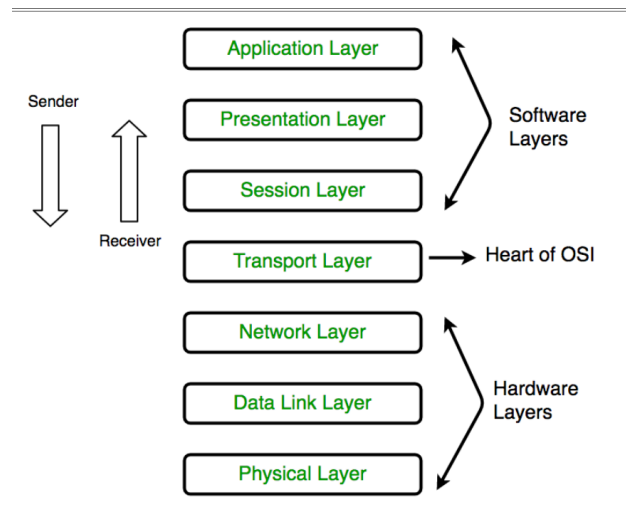 Application Layer
Sender
Presentation Layer
Software
Layers
Session Layer
Receiver
Transport Layer
Heart of OSI
Network Layer
Data Link Layer
Hardware
Layers
Physical Layer